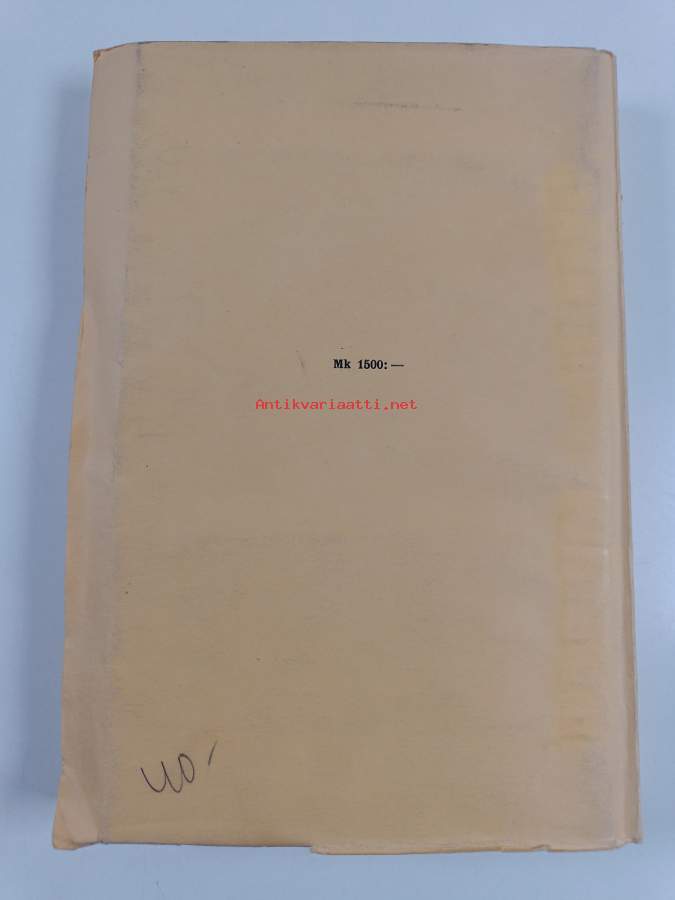 Mk 1500: —
Antikvariaatti.net
40 -